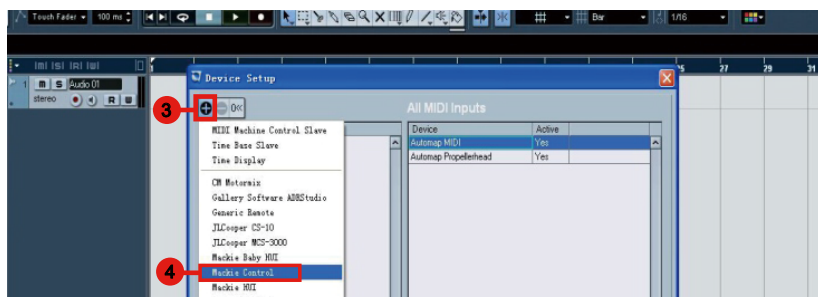 Touch Fader 100 ms Bar 1/16
25 27 29 31
1 m S Audio 01
stereo R W
Device Setup
3
All MIDI Inputs
MIDI Machine Control Slave
Time Base Slave
Time Display
CM Motormix
Gallery Software ADRStudio
Generic Remote
JLCooper CS-10
JLCooper MCS-3000
Mackie Baby HUI
4 Mackie Control
Mackie HUI
Device Active
Automap MIDI Yes
Automap Propellerhead Yes